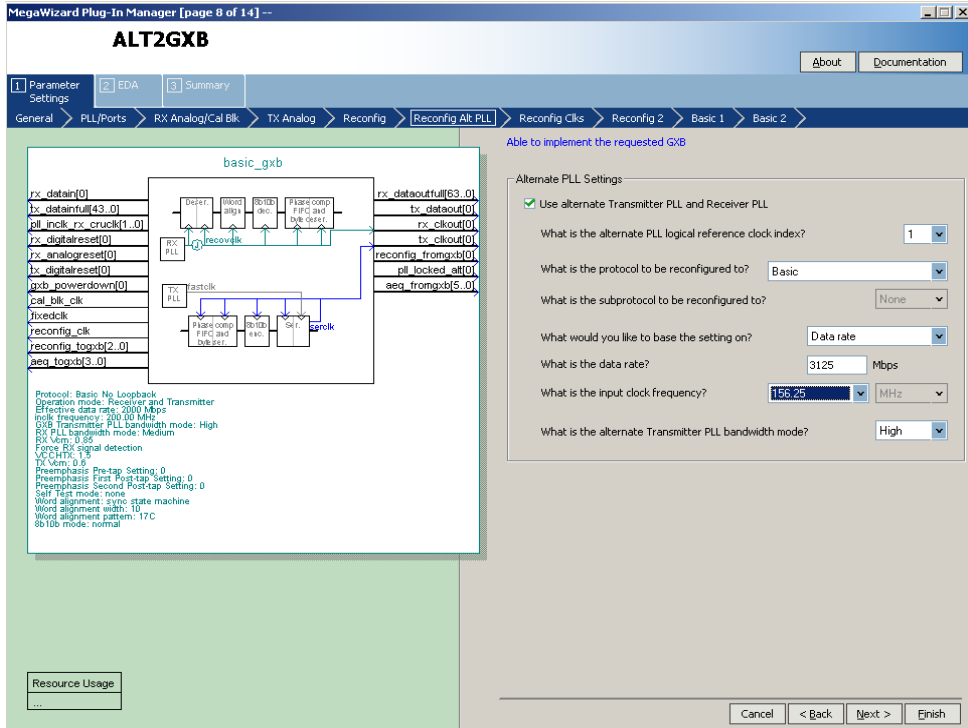 MegaWizard Plug-In Manager [page 8 of 14] --
ALT2GXB
About
Documentation
1 Parameter Settings
2 EDA
3 Summary
General
PLL/Ports
RX Analog/Cal Blk
TX Analog
Reconfig
Reconfig Alt PLL
Reconfig Clks
Reconfig 2
Basic 1
Basic 2
basic_gxb
rx_datain[0]
tx_datainfull[43..0]
pll_inclk_rx_cruclk[1..0]
rx_digitalreset[0]
rx_analogreset[0]
tx_digitalreset[0]
gxb_powerdown[0]
cal_blk_clk
fixedclk
reconfig_clk
reconfig_togxb[2..0]
aeq_togxb[3..0]
rx_dataoutfull[63..0]
tx_dataout[0]
rx_clkout[0]
tx_clkout[0]
reconfig_fromgxb[0]
pll_locked_alt[0]
aeq_fromgxb[5..0]
Deser.
Word
align
8b10b
dec.
Phase comp
FIFO and
byte deser.
RX
PLL
recovclk
TX
PLL
fastclk
Phase comp
FIFO and
byte ser.
8b10b
enc.
Ser.
serclk
Protocol: Basic No Loopback
Operation mode: Receiver and Transmitter
Effective data rate: 2000 Mbps
inclk frequency: 200.00 MHz
GXB Transmitter PLL bandwidth mode: High
RX PLL bandwidth mode: Medium
RX Vcm: 0.85
Force RX signal detection
VCCHTX: 1.5
TX Vcm: 0.6
Preemphasis Pre-tap Setting: 0
Preemphasis First Post-tap Setting: 0
Preemphasis Second Post-tap Setting: 0
Self Test mode: none
Word alignment: sync state machine
Word alignment width: 10
Word alignment pattern: 17C
8b10b mode: normal
Resource Usage
...
Able to implement the requested GXB
Alternate PLL Settings
Use alternate Transmitter PLL and Receiver PLL
What is the alternate PLL logical reference clock index? 1
What is the protocol to be reconfigured to? Basic
What is the subprotocol to be reconfigured to? None
What would you like to base the setting on? Data rate
What is the data rate? 3125 Mbps
What is the input clock frequency? 156.25 MHz
What is the alternate Transmitter PLL bandwidth mode? High
Cancel
< Back
Next >
Finish